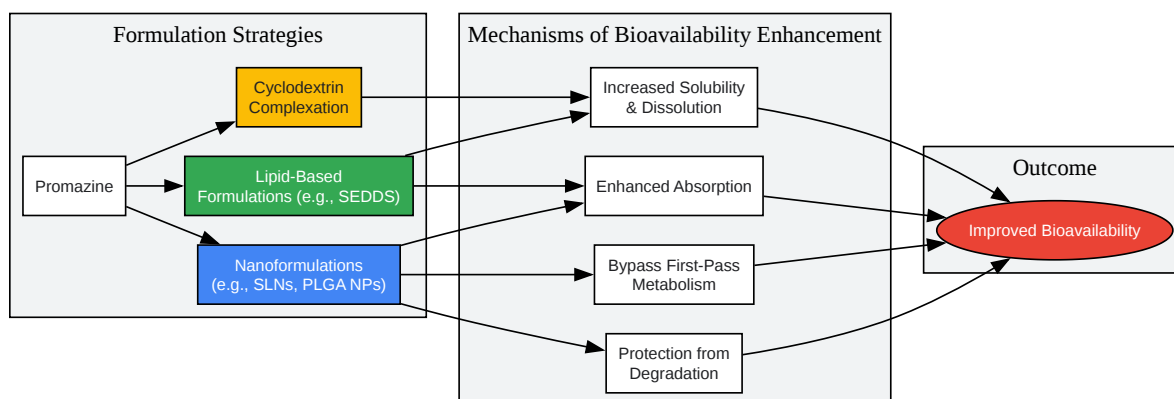 Formulation Strategies
Mechanisms of Bioavailability Enhancement
Outcome
Promazine
Cyclodextrin
Complexation
Lipid-Based
Formulations (e.g., SEDDS)
Nanoformulations
(e.g., SLNs, PLGA NPs)
Increased Solubility
& Dissolution
Enhanced Absorption
Bypass First-Pass
Metabolism
Protection from
Degradation
Improved Bioavailability